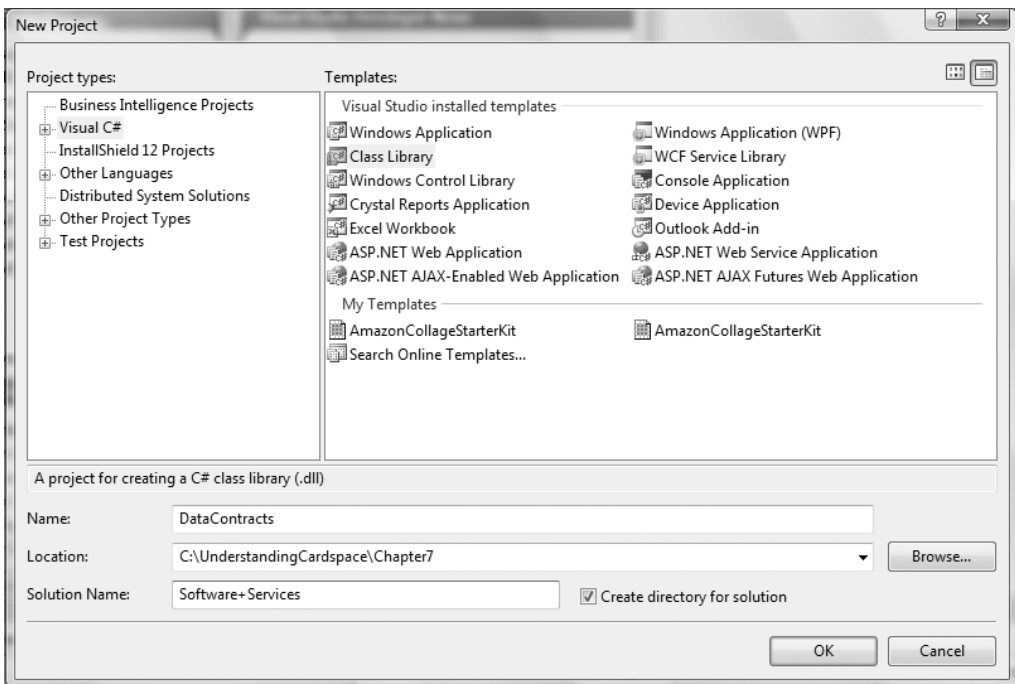 New Project
Project types:
Business Intelligence Projects
Visual C#
InstallShield 12 Projects
Other Languages
Distributed System Solutions
Other Project Types
Test Projects
Templates:
Visual Studio installed templates
Windows Application
Windows Application (WPF)
Class Library
WCF Service Library
Windows Control Library
Console Application
Crystal Reports Application
Device Application
Excel Workbook
Outlook Add-in
ASP.NET Web Application
ASP.NET Web Service Application
ASP.NET AJAX-Enabled Web Application
ASP.NET AJAX Futures Web Application
My Templates
AmazonCollageStarterKit
AmazonCollageStarterKit
Search Online Templates...
A project for creating a C# class library (.dll)
Name:
DataContracts
Location:
C:\UnderstandingCardspace\Chapter7
Browse...
Solution Name:
Software+Services
Create directory for solution
OK
Cancel